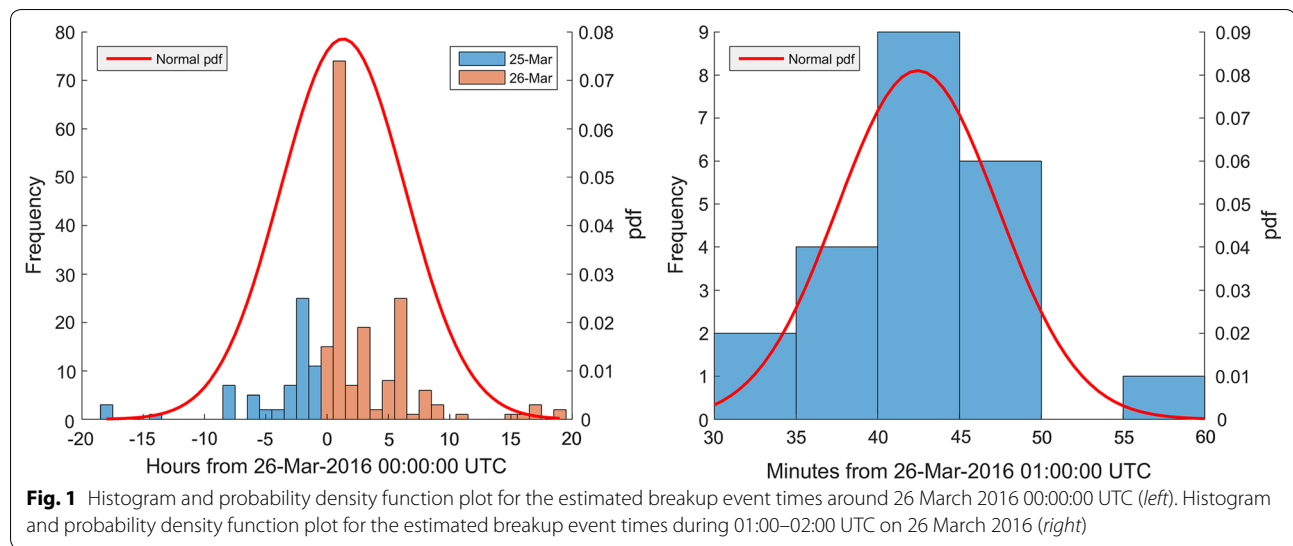 80
70
60
50
40
30
20
10
0
Frequency
Normal pdf
25-Mar
26-Mar
0.08
0.07
0.06
0.05
0.04
0.03
0.02
0.01
0
pdf
-20 -15 -10 -5 0 5 10 15 20
Hours from 26-Mar-2016 00:00:00 UTC
9
8
7
6
5
4
3
2
1
0
Frequency
Normal pdf
0.09
0.08
0.07
0.06
0.05
0.04
0.03
0.02
0.01
0
pdf
30 35 40 45 50 55 60
Minutes from 26-Mar-2016 01:00:00 UTC
Fig. 1 Histogram and probability density function plot for the estimated breakup event times around 26 March 2016 00:00:00 UTC (left). Histogram
and probability density function plot for the estimated breakup event times during 01:00–02:00 UTC on 26 March 2016 (right)